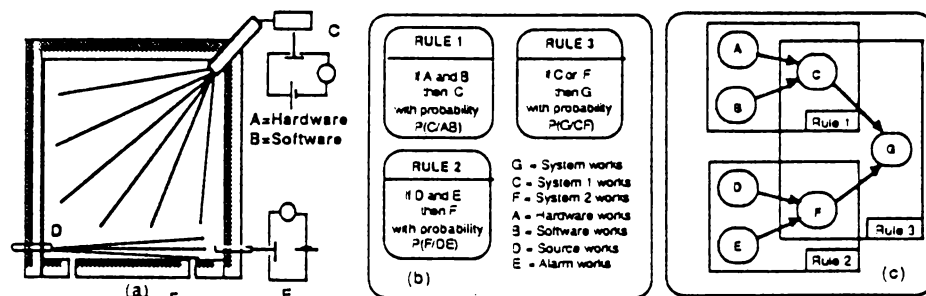 C
A=Hardware
B=Software
D
(a)
RULE 1
If A and B
then C
with probability
P(C/AB)
RULE 3
If C or F
then G
with probability
P(G/CF)
RULE 2
If D and E
then F
with probability
P(F/DE)
G = System works
C = System 1 works
F = System 2 works
A = Hardware works
B = Software works
D = Source works
E = Alarm works
(b)
A
B
C
Rule 1
G
D
E
F
Rule 2
Rule 3
(c)